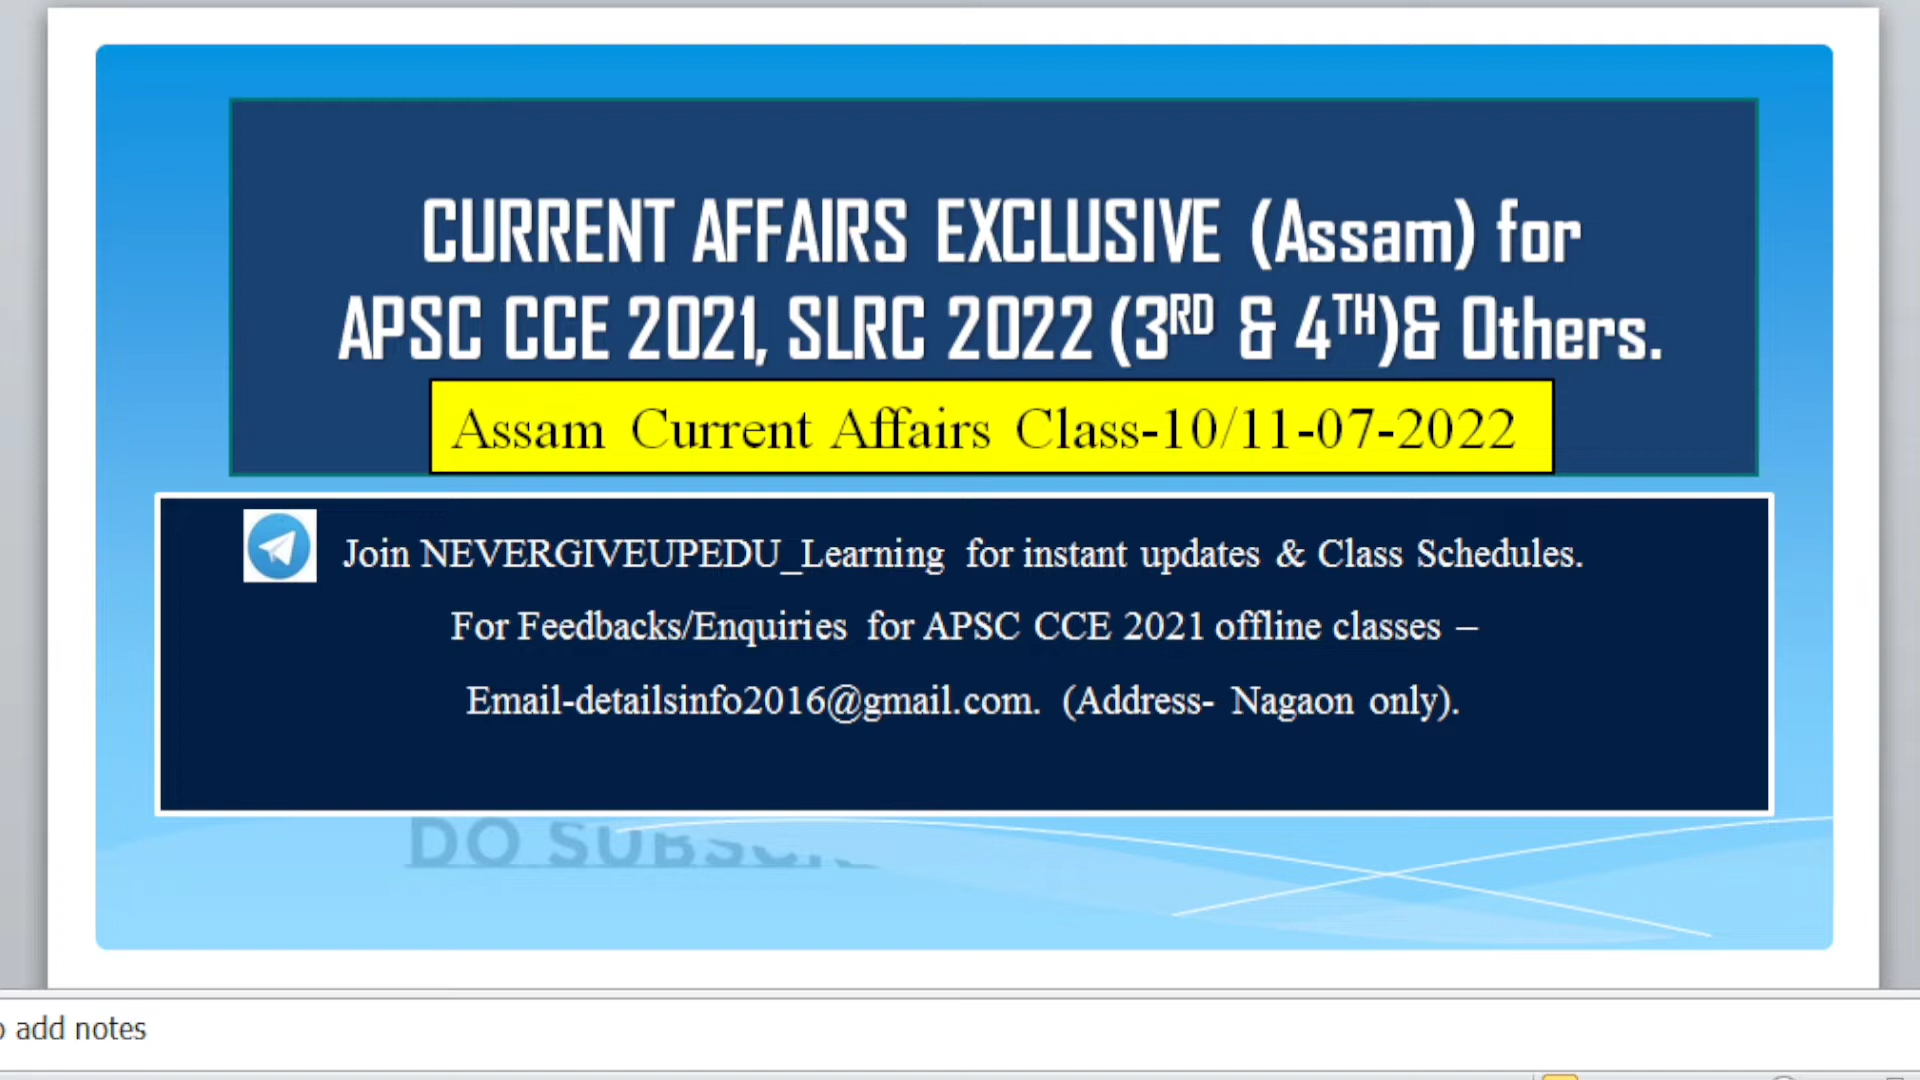 CURRENT AFFAIRS EXCLUSIVE (Assam) for
APSC CCE 2021, SLRC 2022 (3RD & 4TH)& Others.
Assam Current Affairs Class-10/11-07-2022
Join NEVERGIVEUPEDU_Learning for instant updates & Class Schedules.
For Feedbacks/Enquiries for APSC CCE 2021 offline classes –
Email-detailsinfo2016@gmail.com. (Address- Nagaon only).
DO
add notes